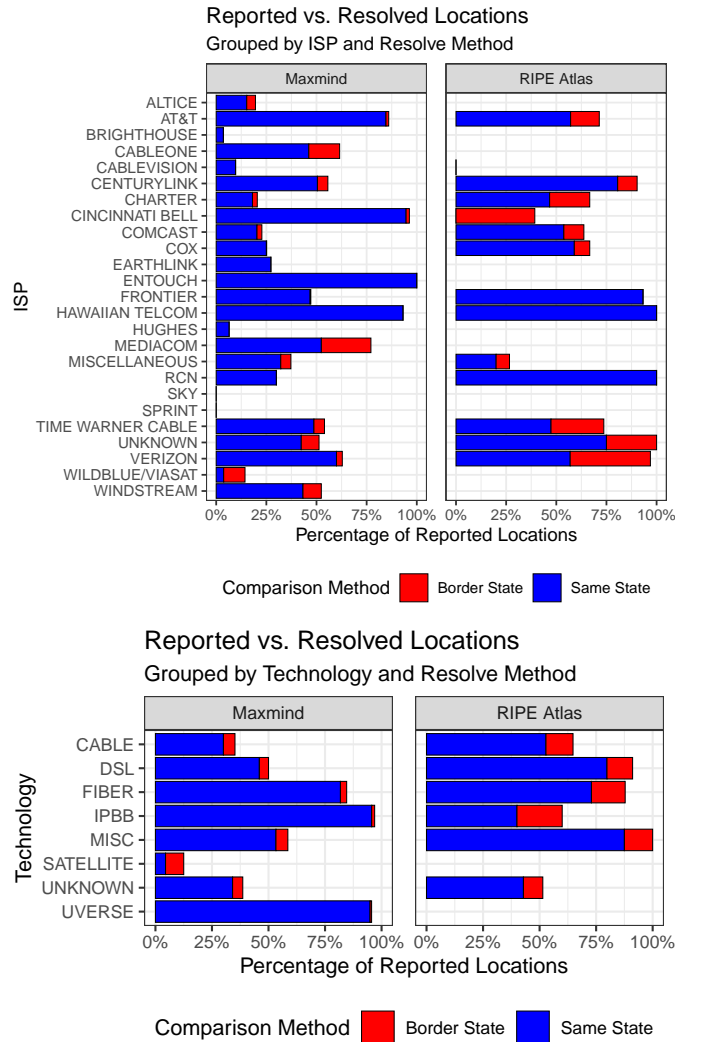 Reported vs. Resolved Locations
Grouped by ISP and Resolve Method
Maxmind
RIPE Atlas
ISP
ALTICE
AT&T
BRIGHTHOUSE
CABLEONE
CABLEVISION
CENTURYLINK
CHARTER
CINCINNATI BELL
COMCAST
COX
EARTHLINK
ENTOUCH
FRONTIER
HAWAIIAN TELCOM
HUGHES
MEDIACOM
MISCELLANEOUS
RCN
SKY
SPRINT
TIME WARNER CABLE
UNKNOWN
VERIZON
WILDBLUE/VIASAT
WINDSTREAM
0% 25% 50% 75% 100% 0% 25% 50% 75% 100%
Percentage of Reported Locations
Comparison Method Border State Same State
Reported vs. Resolved Locations
Grouped by Technology and Resolve Method
Maxmind
RIPE Atlas
Technology
CABLE
DSL
FIBER
IPBB
MISC
SATELLITE
UNKNOWN
UVERSE
0% 25% 50% 75% 100% 0% 25% 50% 75% 100%
Percentage of Reported Locations
Comparison Method Border State Same State